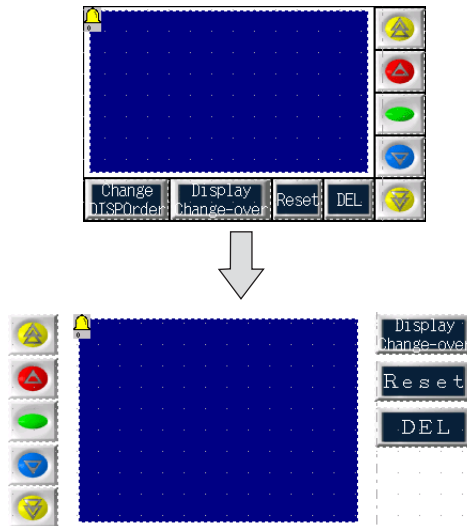 Change
DISPOrder
Display
Change-over
Reset
DEL
Display
Change-over
Reset
DEL